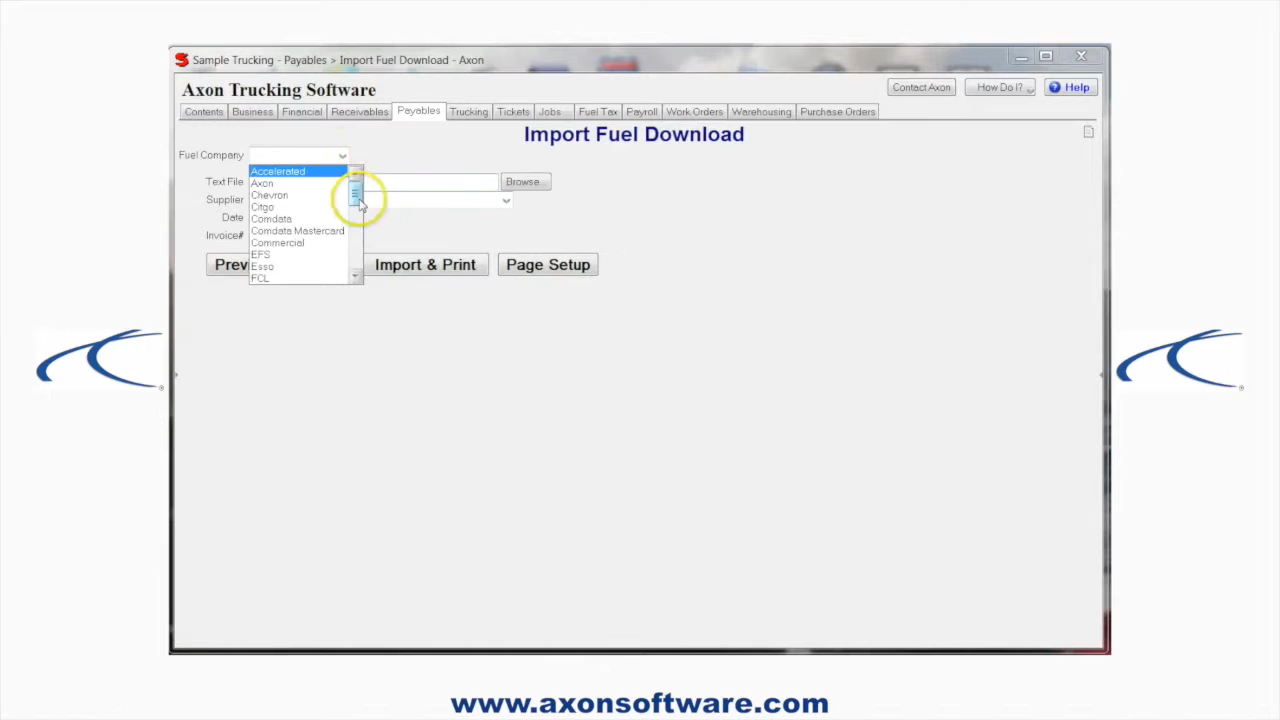 Sample Trucking - Payables > Import Fuel Download - Axon
Axon Trucking Software
Contact Axon
How Do I?
Help
Contents Business Financial Receivables Payables Trucking Tickets Jobs Fuel Tax Payroll Work Orders Warehousing Purchase Orders
Import Fuel Download
Fuel Company
Accelerated
Axon
Chevron
Citgo
Comdata
Comdata Mastercard
Commercial
EFS
Esso
FCL
Text File
Browse...
Supplier
Date
Invoice#
Previ
Import & Print
Page Setup
®
®
www.axonsoftware.com